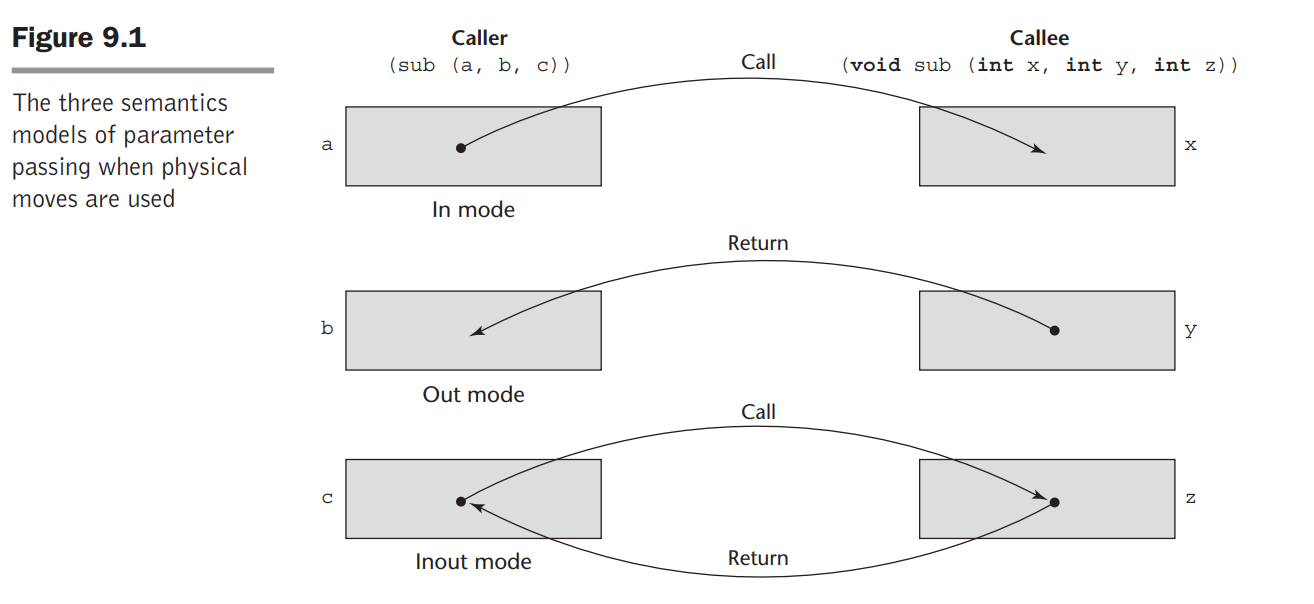 Figure 9.1
The three semantics
models of parameter
passing when physical
moves are used
Caller
(sub (a, b, c))
Call
Callee
(void sub (int x, int y, int z))
a
x
In mode
Return
b
y
Out mode
Call
c
z
Inout mode
Return